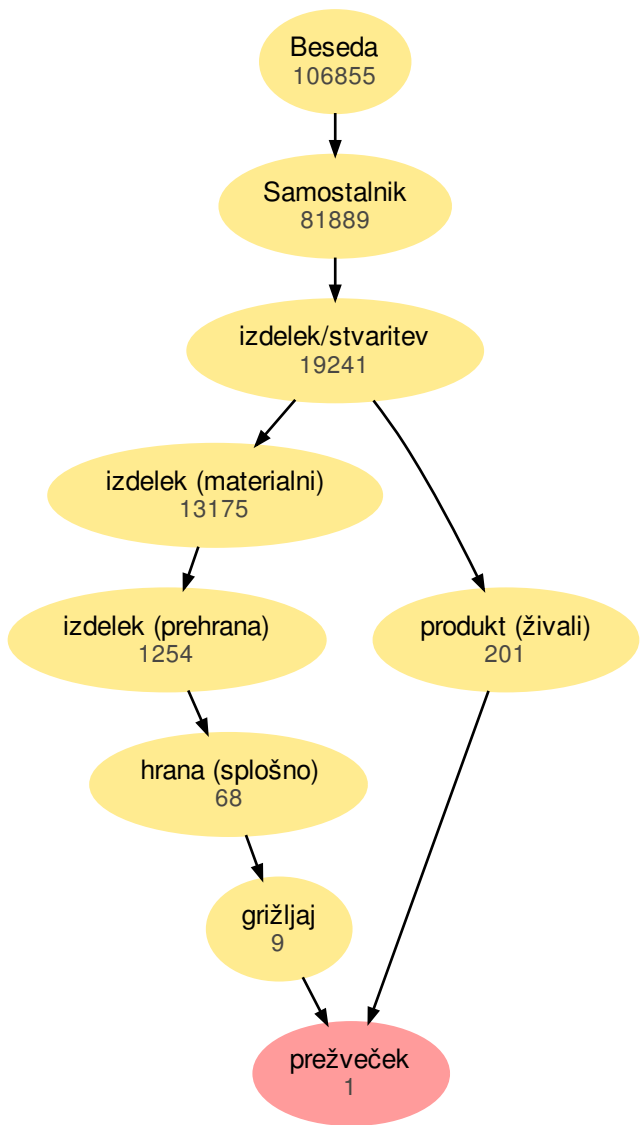 Beseda
106855
Samostalnik
81889
izdelek/stvaritev
19241
izdelek (materialni)
13175
izdelek (prehrana)
1254
produkt (živali)
201
hrana (splošno)
68
grižljaj
9
prežveček
1